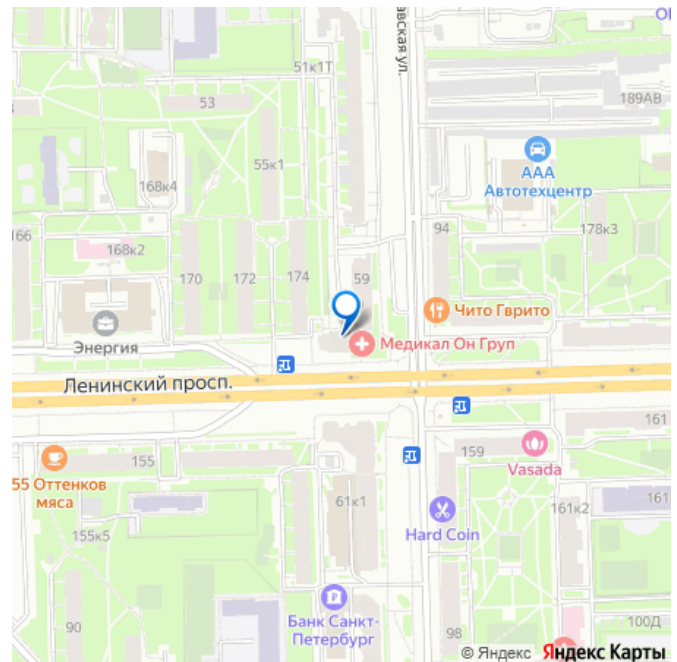 авская ул.
51к1Т
53
189АВ
ААА
Автотехцентр
55к1
168к4
166
94
178к3
168к2
170
172
174
59
Чито Гврито
Энергия
Медикал Он Груп
Ленинский просп.
161
155
159
Vasada
55 Оттенков
мяса
61к1
161к2
161
155к5
Hard Coin
Банк Санкт-
Петербург
90
98
100Д
© Яндекс Яндекс Карты